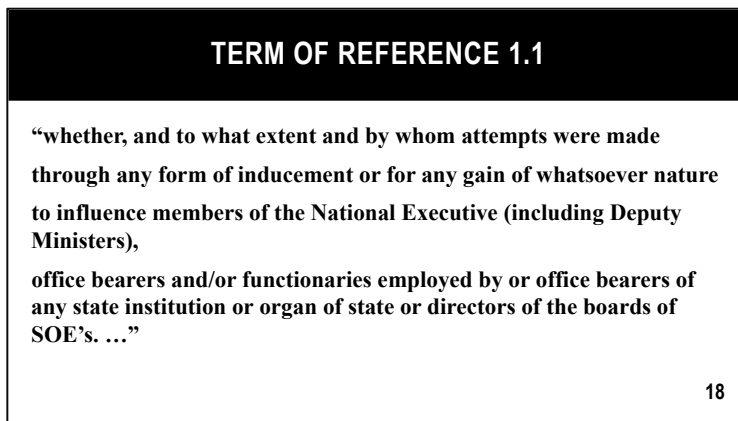 TERM OF REFERENCE 1.1
“whether, and to what extent and by whom attempts were made
through any form of inducement or for any gain of whatsoever nature
to influence members of the National Executive (including Deputy
Ministers),
office bearers and/or functionaries employed by or office bearers of
any state institution or organ of state or directors of the boards of
SOE’s. …”
18